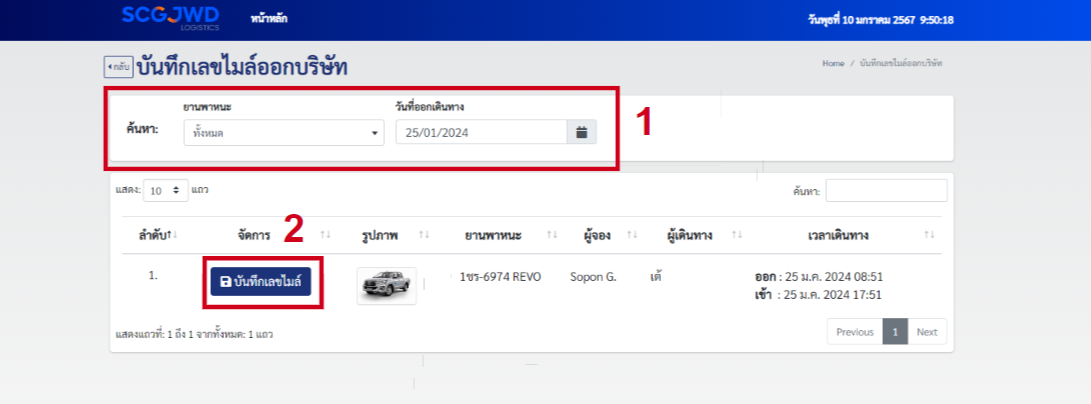 SCGJWD
LOGISTICS
หน้าหลัก
วันพุธที่ 10 มกราคม 2567 9:50:18
กลับ บันทึกเลขไมล์ออกบริษัท
Home / บันทึกเลขไมล์ออกบริษัท
ยานพาหนะ วันที่ออกเดินทาง
ค้นหา: ทั้งหมด 25/01/2024
1
แสดง: 10 แถว
ค้นหา:
ลำดับ จัดการ รูปภาพ ยานพาหนะ ผู้จอง ผู้เดินทาง เวลาเดินทาง
2
1. บันทึกเลขไมล์ 1ขร-6974 REVO Sopon G. เต้ ออก : 25 ม.ค. 2024 08:51
เข้า : 25 ม.ค. 2024 17:51
แสดงแถวที่: 1 ถึง 1 จากทั้งหมด: 1 แถว
Previous 1 Next